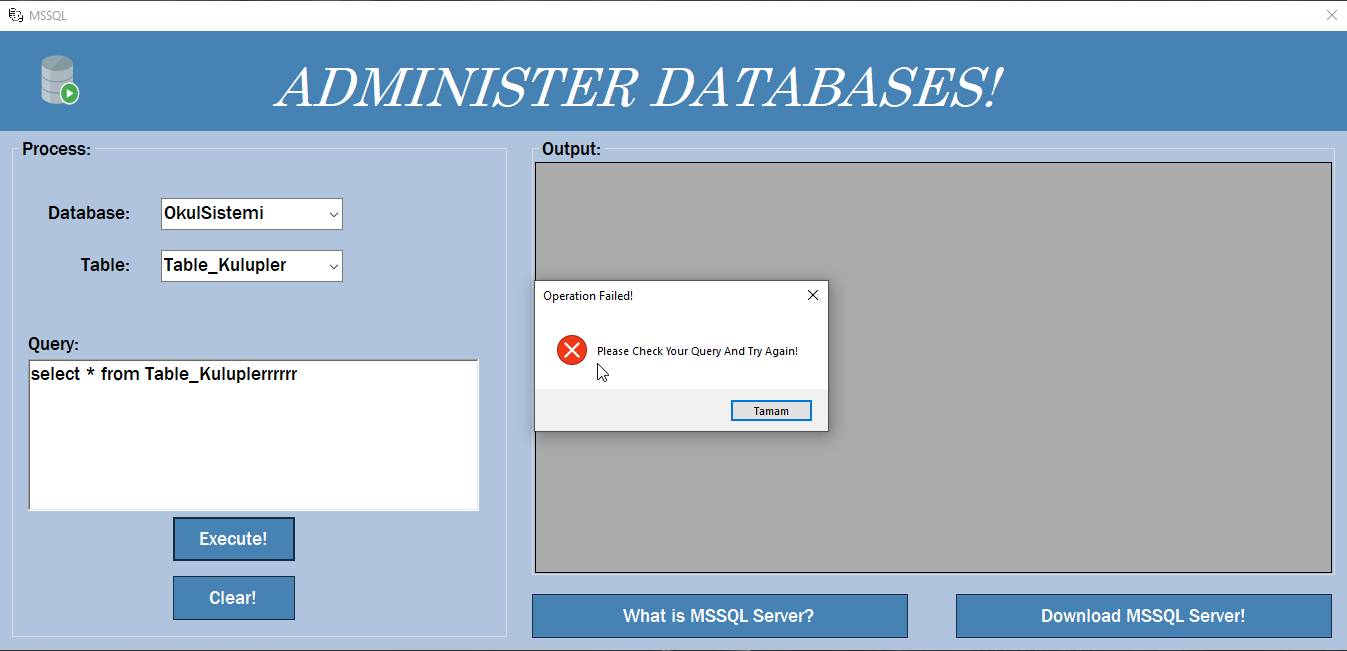 MSSQL
ADMINISTER DATABASES!
Process:
Database:
OkulSistemi
Table:
Table_Kulupler
Query:
select * from Table_Kuluplerrrrrr
Execute!
Clear!
Output:
Operation Failed!
Please Check Your Query And Try Again!
Tamam
What is MSSQL Server?
Download MSSQL Server!